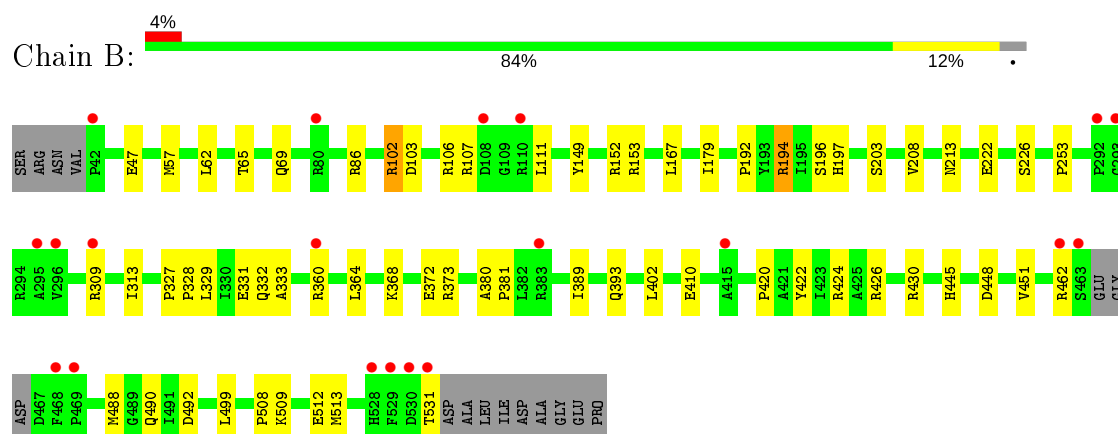 4%
Chain B:
84% 12% •
SER ARG ASN VAL P42 E47 M57 L62 T65 Q69 R80 R86 R102 D103 R106 R107 D108 G109 R110 L111 Y149 R152 R153 L167 I179 P192 Y193 R194 I195 S196 H197 S203 V208 N213 E222 S226 P253 P292 G293
R294 A295 V296 R309 I313 P327 P328 L329 I330 E331 Q332 A333 R360 L364 K368 E372 R373 A380 P381 L382 R383 I389 Q393 L402 E410 A415 P420 A421 Y422 I423 R424 A425 R426 R430 H445 D448 V451 R462 S463 GLU GLY
ASP D467 F468 P469 M488 G489 Q490 I491 D492 L499 P508 K509 E512 M513 H528 F529 D530 T531 ASP ALA LEU ILE ASP ALA GLY GLU PRO